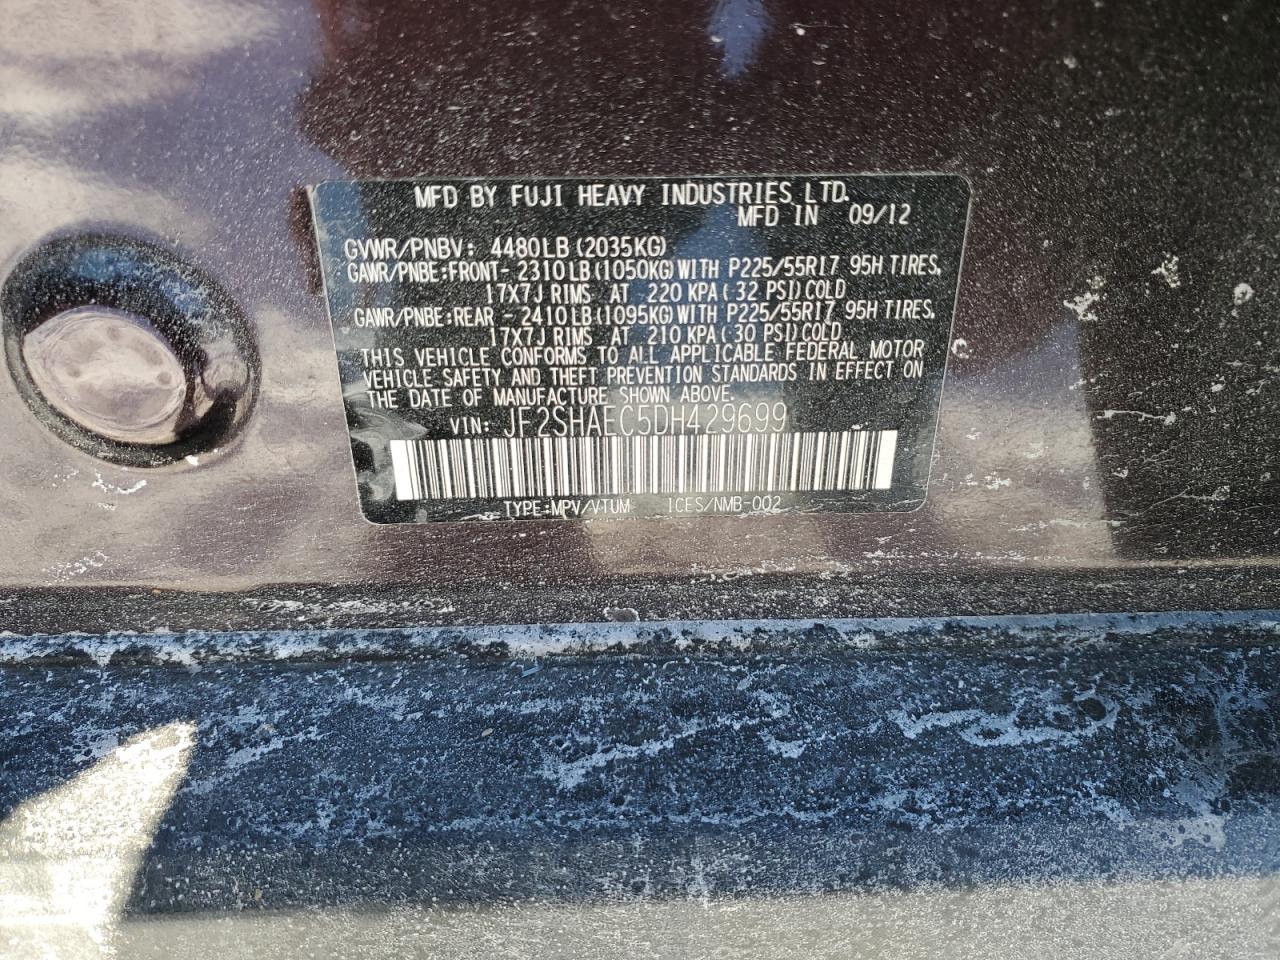 MFD BY FUJI HEAVY INDUSTRIES LTD.
MFD IN 09/12
GVWR/PNBV: 4480LB (2035KG)
GAWR/PNBE:FRONT- 2310LB (1050KG) WITH P225/55R17 95H TIRES,
17X7J RIMS AT 220 KPA ( 32 PSI) COLD
GAWR/PNBE:REAR - 2410LB (1095KG) WITH P225/55R17 95H TIRES,
17X7J RIMS AT 210 KPA ( 30 PSI) COLD.
THIS VEHICLE CONFORMS TO ALL APPLICABLE FEDERAL MOTOR
VEHICLE SAFETY AND THEFT PREVENTION STANDARDS IN EFFECT ON
THE DATE OF MANUFACTURE SHOWN ABOVE.
VIN: JF2SHAEC5DH429699
TYPE:MPV/VTUM ICES/NMB-002